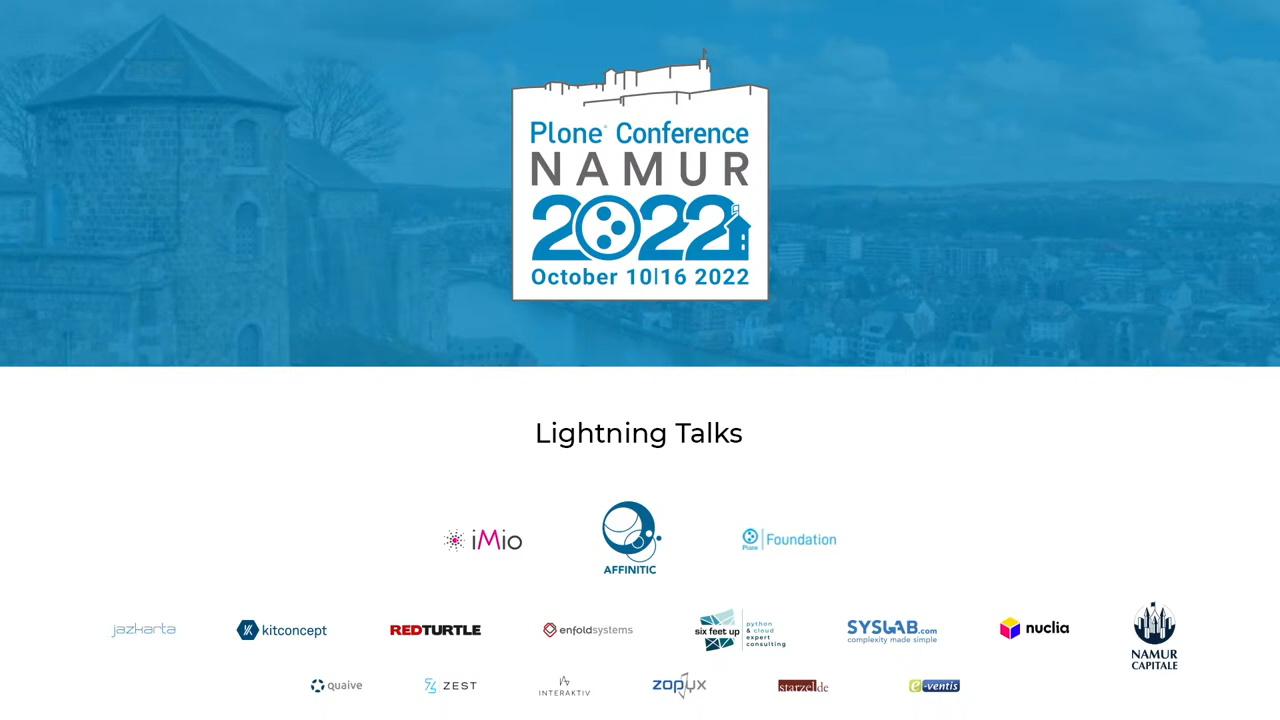 Plone® Conference
NAMUR
2022
October 10|16 2022
Lightning Talks
iMio
AFFINITIC
Plone
Foundation
jazkarta
kitconcept
REDTURTLE
enfoldsystems
six feet up
python
& cloud
expert
consulting
SYSLAB.com
complexity made simple
nuclia
NAMUR
CAPITALE
quaive
ZEST
INTERAKTIV
zopyx
starzel.de
e-ventis